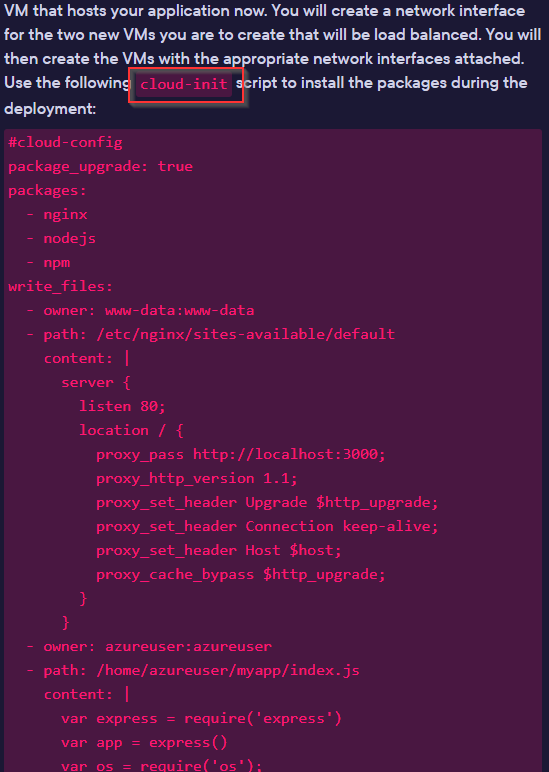 VM that hosts your application now. You will create a network interface
for the two new VMs you are to create that will be load balanced. You will
then create the VMs with the appropriate network interfaces attached.
Use the following cloud-init script to install the packages during the
deployment:
#cloud-config
package_upgrade: true
packages:
  - nginx
  - nodejs
  - npm
write_files:
  - owner: www-data:www-data
  - path: /etc/nginx/sites-available/default
    content: |
      server {
        listen 80;
        location / {
          proxy_pass http://localhost:3000;
          proxy_http_version 1.1;
          proxy_set_header Upgrade $http_upgrade;
          proxy_set_header Connection keep-alive;
          proxy_set_header Host $host;
          proxy_cache_bypass $http_upgrade;
        }
      }
  - owner: azureuser:azureuser
  - path: /home/azureuser/myapp/index.js
    content: |
      var express = require('express')
      var app = express()
      var os = require('os');